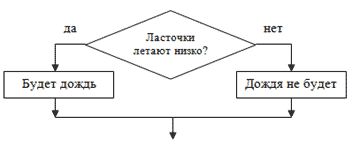 да
нет
Ласточки
летают низко?
Будет дождь
Дождя не будет